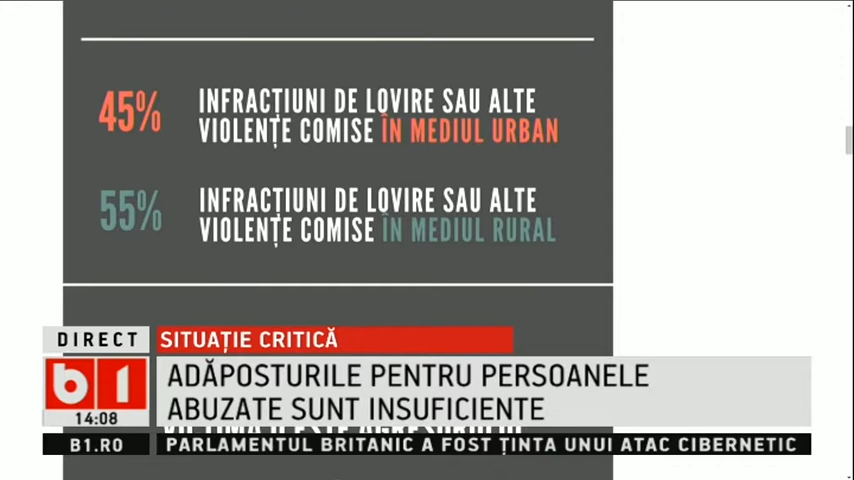 45%
INFRACȚIUNI DE LOVIRE SAU ALTE
VIOLENȚE COMISE ÎN MEDIUL URBAN
55%
INFRACȚIUNI DE LOVIRE SAU ALTE
VIOLENȚE COMISE ÎN MEDIUL RURAL
DIRECT
SITUAȚIE CRITICĂ
b1
ADĂPOSTURILE PENTRU PERSOANELE
ABUZATE SUNT INSUFICIENTE
14:08
B1.RO
PARLAMENTUL BRITANIC A FOST ȚINTA UNUI ATAC CIBERNETIC